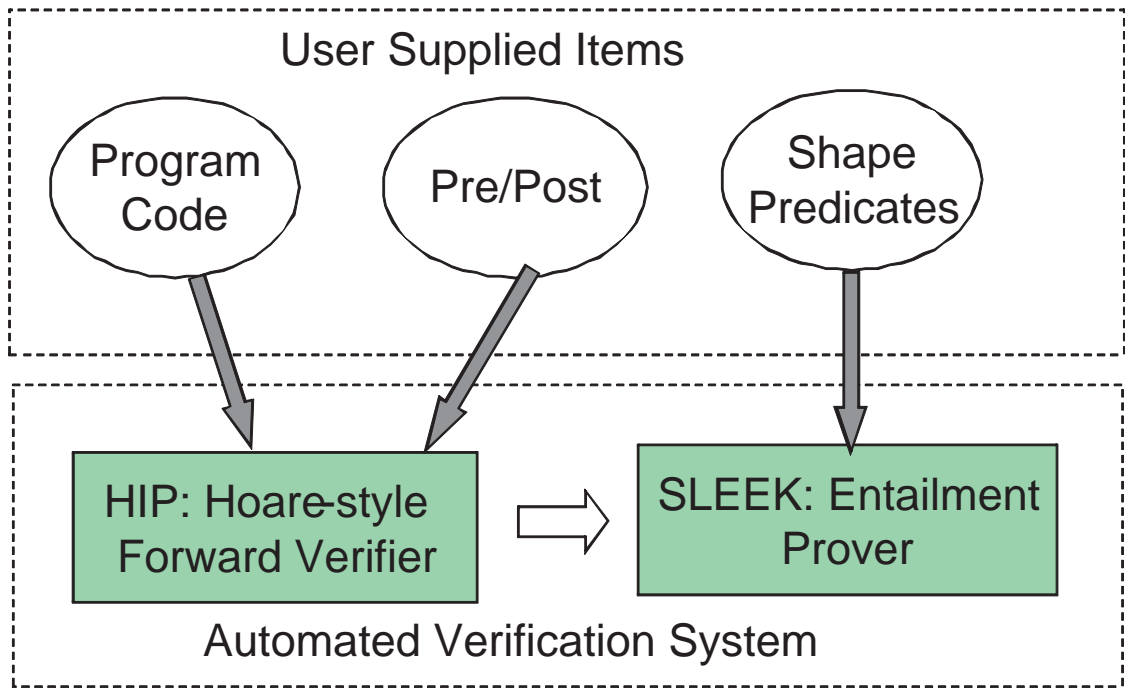 User Supplied Items
Program
Code
Pre/Post
Shape
Predicates
HIP: Hoare-style
Forward Verifier
SLEEK: Entailment
Prover
Automated Verification System